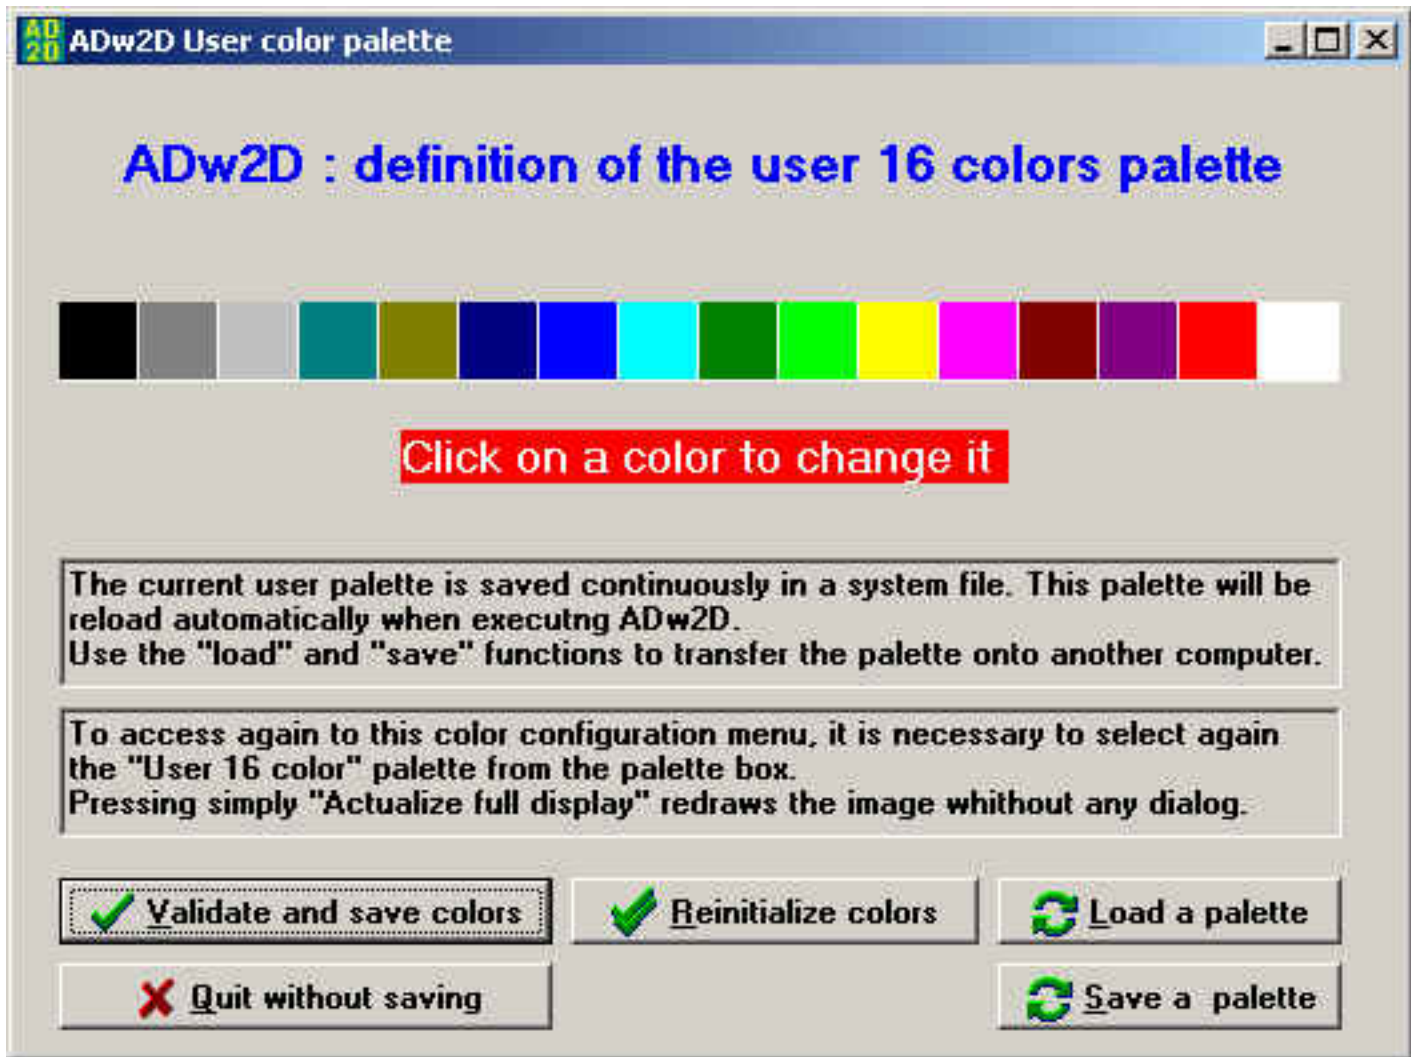 AD
2D
ADw2D User color palette
ADw2D : definition of the user 16 colors palette
Click on a color to change it
The current user palette is saved continuously in a system file. This palette will be
reload automatically when executng ADw2D.
Use the "load" and "save" functions to transfer the palette onto another computer.
To access again to this color configuration menu, it is necessary to select again
the "User 16 color" palette from the palette box.
Pressing simply "Actualize full display" redraws the image whithout any dialog.
Validate and save colors
Reinitialize colors
Load a palette
Quit without saving
Save a  palette